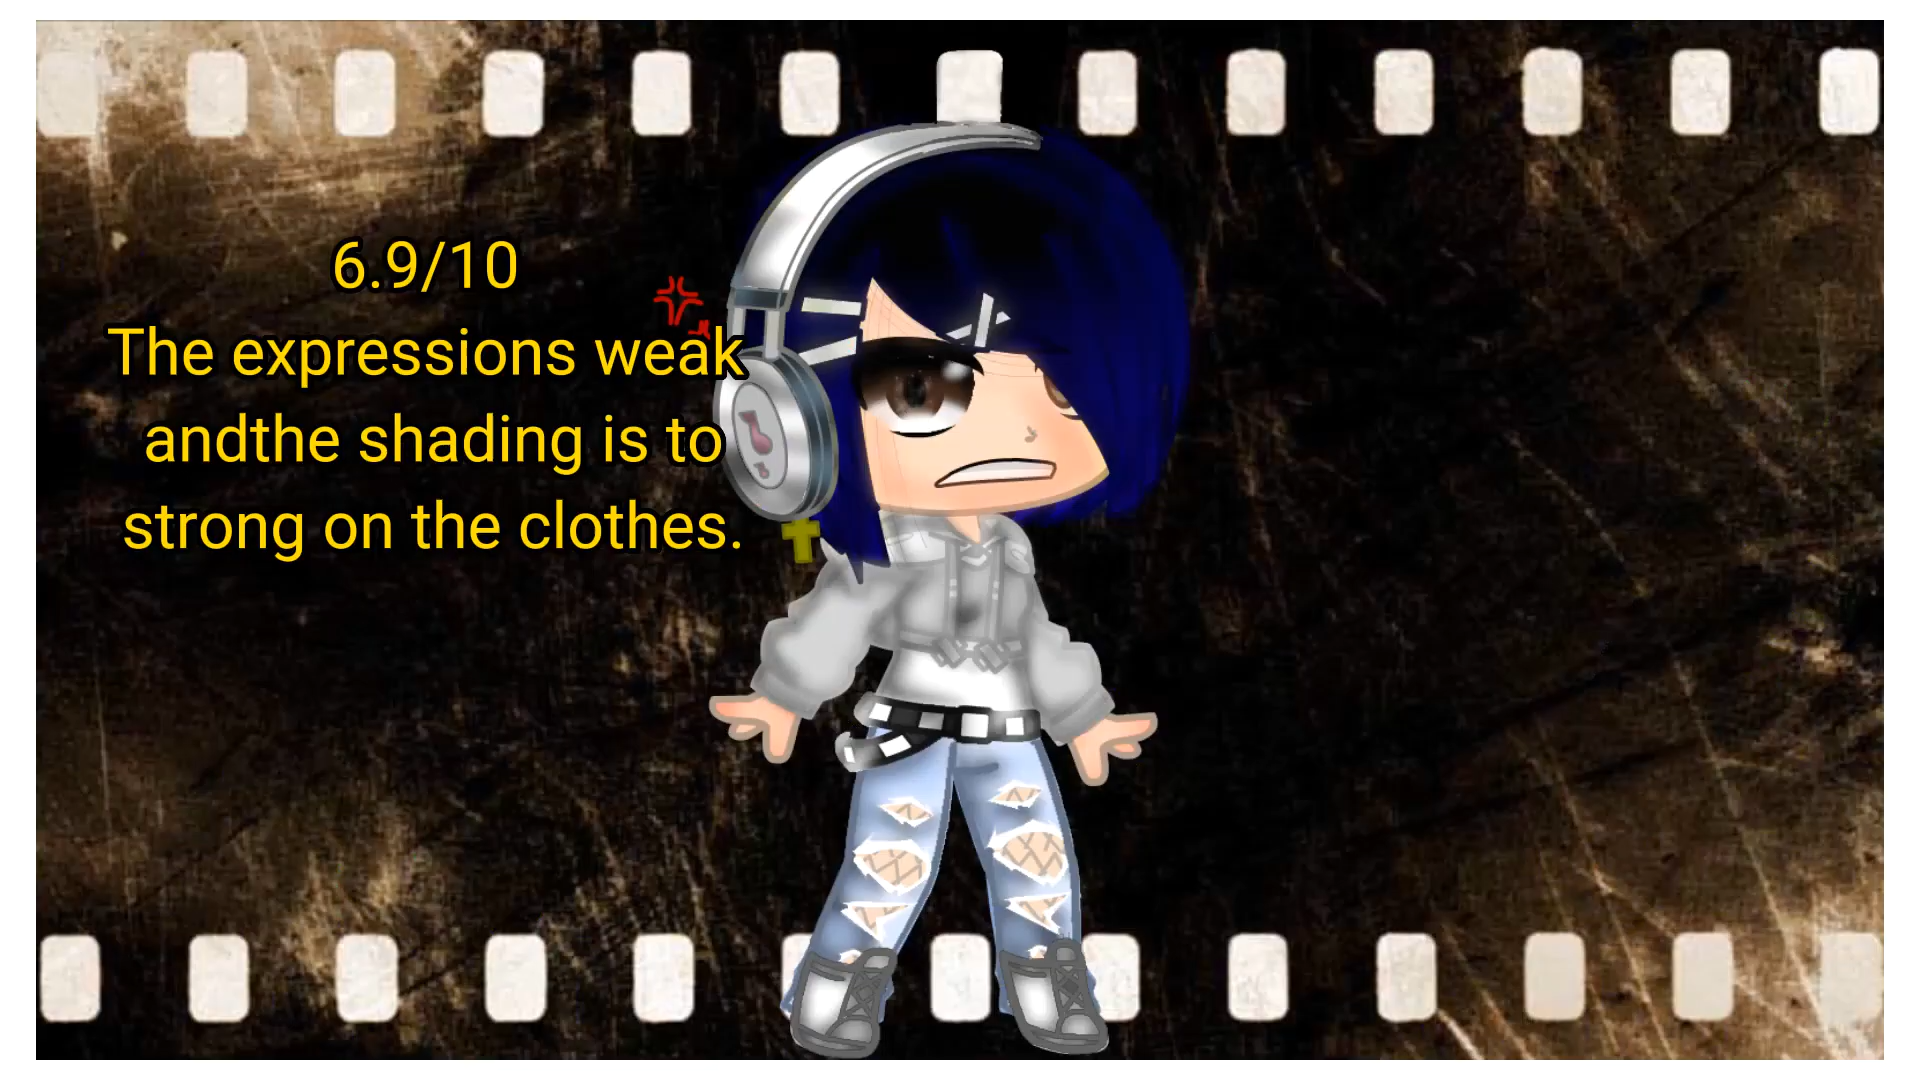 6.9/10
The expressions weak
andthe shading is to
strong on the clothes.